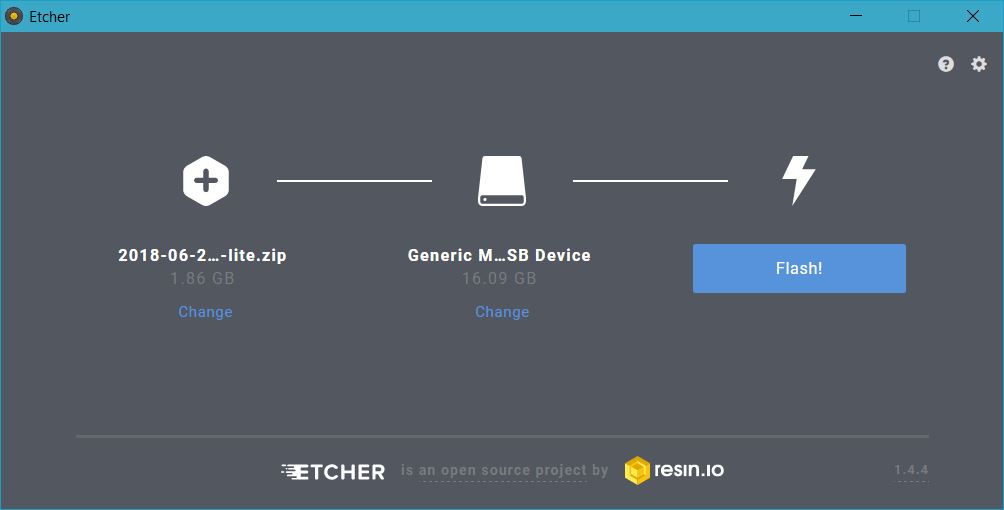 Etcher
2018-06-2...-lite.zip
1.86 GB
Change
Generic M...SB Device
16.09 GB
Change
Flash!
ETCHER is an open source project by resin.io
1.4.4